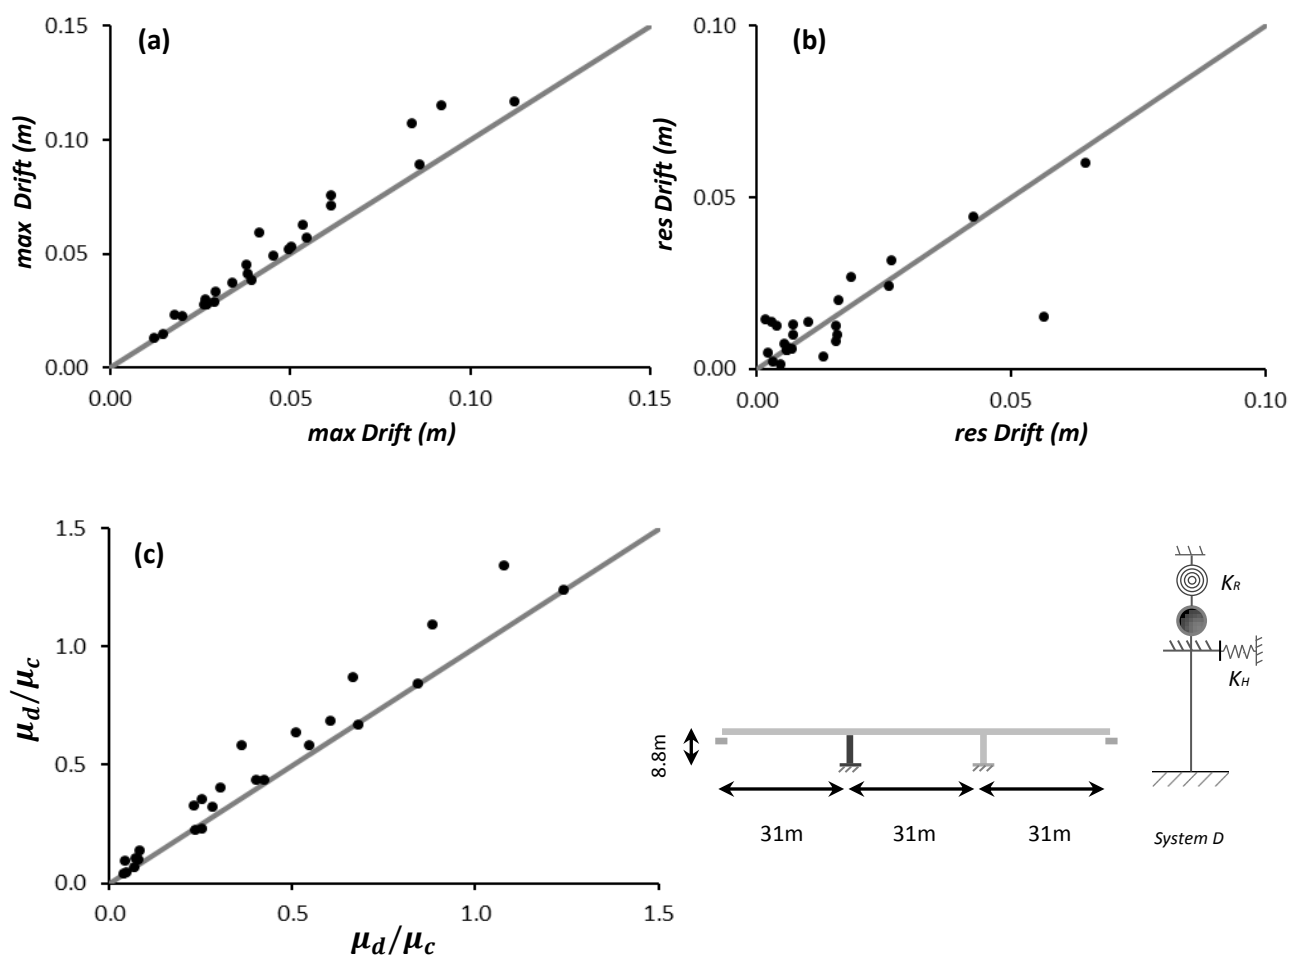 (a)
0.15
0.10
0.05
0.00
max Drift (m)
0.00 0.05 0.10 0.15
max Drift (m)
(b)
0.10
0.05
0.00
res Drift (m)
0.00 0.05 0.10
res Drift (m)
(c)
1.5
1.0
0.5
0.0
μd/μc
0.0 0.5 1.0 1.5
μd/μc
KR
KH
8.8m
31m 31m 31m
System D